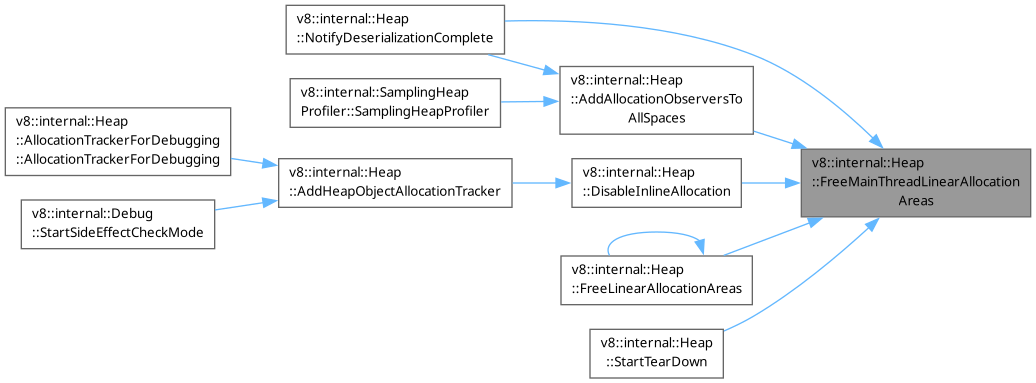 v8::internal::Heap
::NotifyDeserializationComplete
v8::internal::Heap
::AddAllocationObserversTo
AllSpaces
v8::internal::SamplingHeap
Profiler::SamplingHeapProfiler
v8::internal::Heap
::AllocationTrackerForDebugging
::AllocationTrackerForDebugging
v8::internal::Heap
::AddHeapObjectAllocationTracker
v8::internal::Heap
::DisableInlineAllocation
v8::internal::Heap
::FreeMainThreadLinearAllocation
Areas
v8::internal::Debug
::StartSideEffectCheckMode
v8::internal::Heap
::FreeLinearAllocationAreas
v8::internal::Heap
::StartTearDown